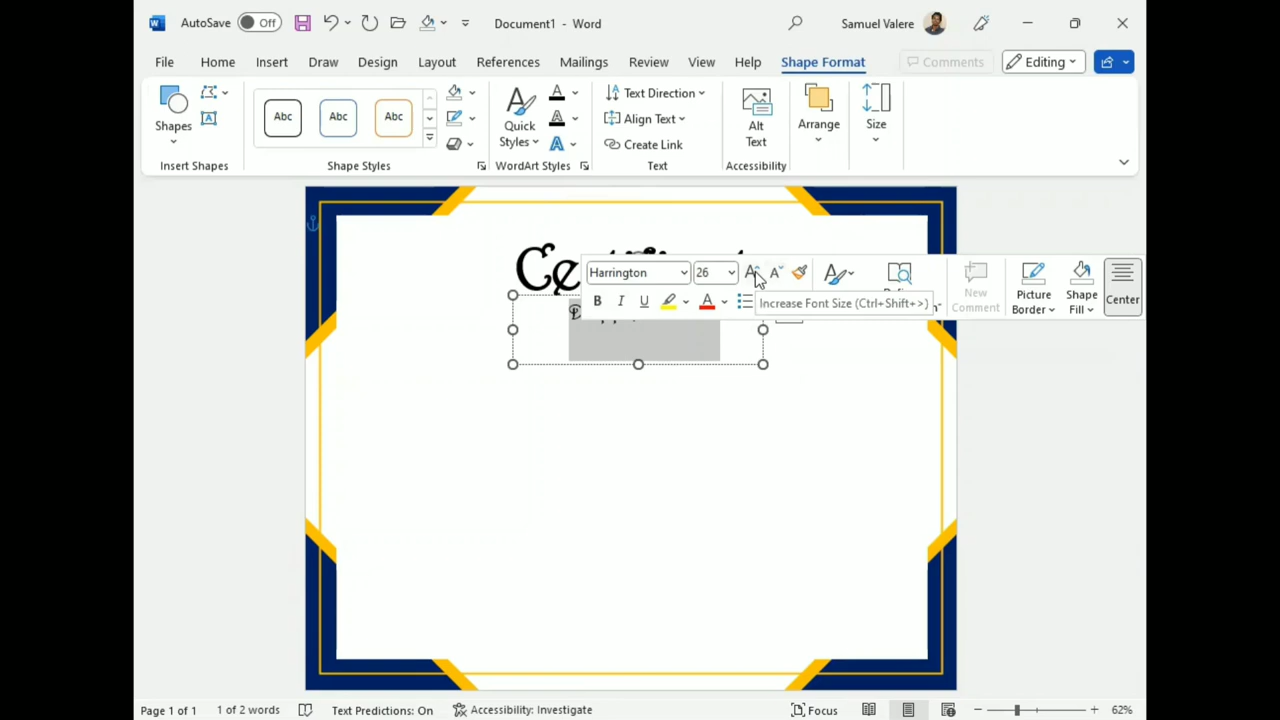 AutoSave Off Document1 - Word Samuel Valere
File Home Insert Draw Design Layout References Mailings Review View Help Shape Format Comments Editing
Shapes
Abc Abc Abc
Quick
Styles
Text Direction
Align Text
Create Link
Alt
Text
Arrange
Size
Insert Shapes Shape Styles WordArt Styles Text Accessibility
Harrington 26
B I U A
Increase Font Size (Ctrl+Shift+>)
New
Comment
Picture
Border
Shape
Fill
Center
Page 1 of 1 1 of 2 words Text Predictions: On Accessibility: Investigate Focus 62%